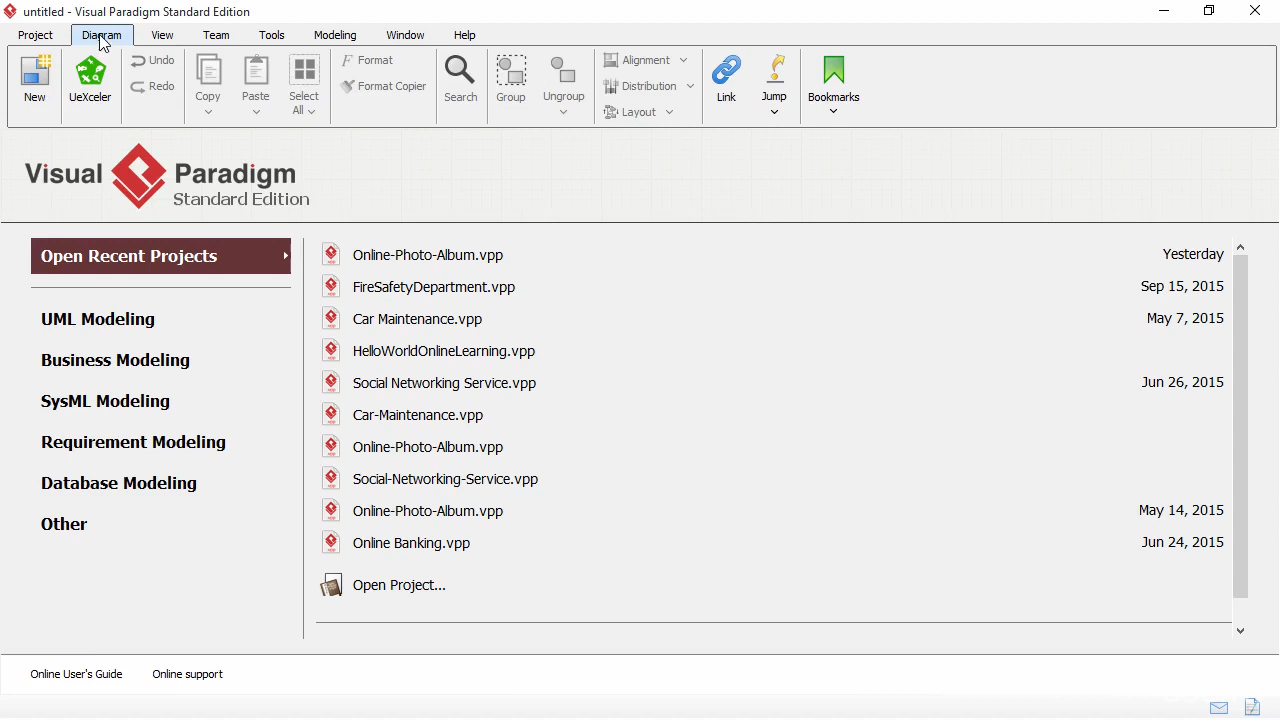 untitled - Visual Paradigm Standard Edition
Project Diagram View Team Tools Modeling Window Help
Undo Format Alignment
Redo Format Copier Distribution
New UeXceler Copy Paste Select All Search Group Ungroup Layout Link Jump Bookmarks
Visual Paradigm
Standard Edition
Open Recent Projects
UML Modeling
Business Modeling
SysML Modeling
Requirement Modeling
Database Modeling
Other
Online-Photo-Album.vpp Yesterday
FireSafetyDepartment.vpp Sep 15, 2015
Car Maintenance.vpp May 7, 2015
HelloWorldOnlineLearning.vpp
Social Networking Service.vpp Jun 26, 2015
Car-Maintenance.vpp
Online-Photo-Album.vpp
Social-Networking-Service.vpp
Online-Photo-Album.vpp May 14, 2015
Online Banking.vpp Jun 24, 2015
Open Project...
Online User's Guide Online support